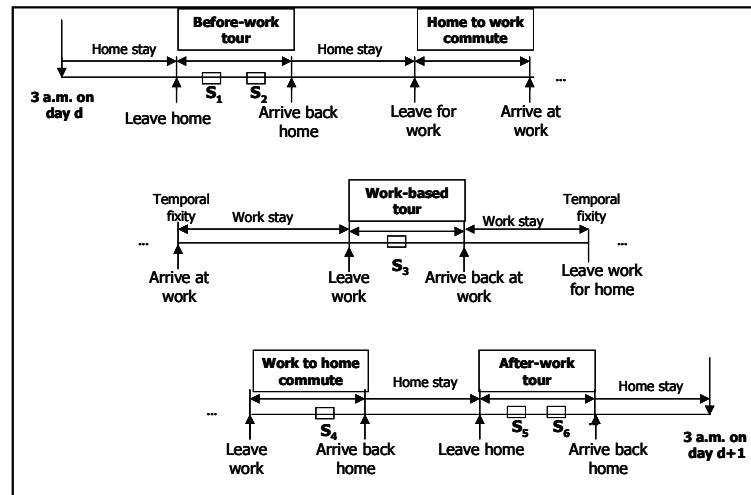 Before-work
tour
Home to work
commute
Home stay
Home stay
...
3 a.m. on
day d
S1
S2
Leave home
Arrive back
home
Leave for
work
Arrive at
work
Work-based
tour
Temporal
fixity
Work stay
Work stay
Temporal
fixity
...
...
S3
Arrive at
work
Leave
work
Arrive back at
work
Leave work
for home
Work to home
commute
After-work
tour
Home stay
Home stay
...
S4
S5
S6
Leave
work
Arrive back
home
Leave home
Arrive back
home
3 a.m. on
day d+1